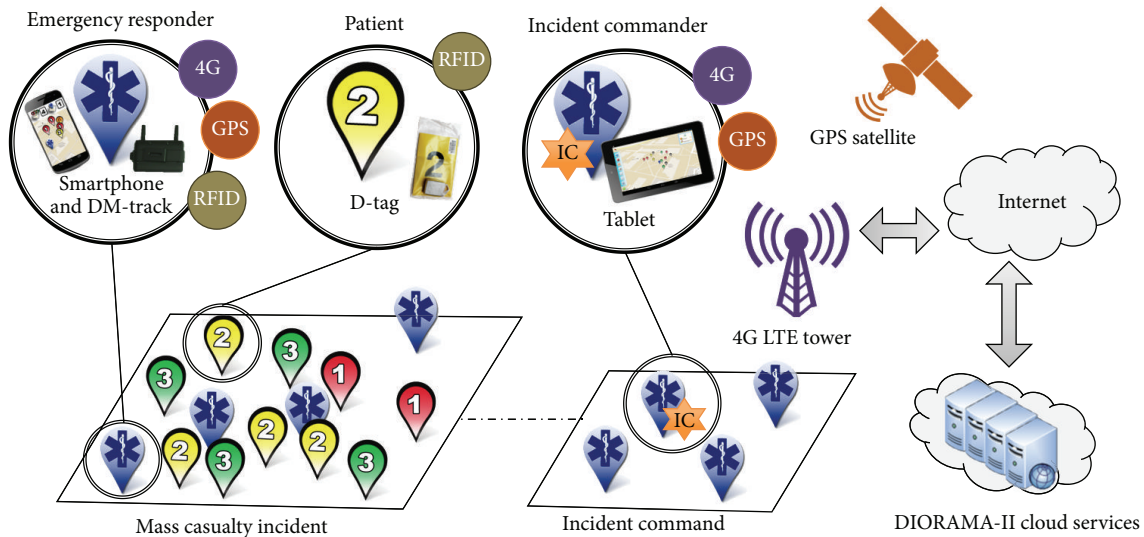 Emergency responder
Patient
Incident commander
4G
GPS
RFID
Smartphone
and DM-track
RFID
2
2
D-tag
4G
GPS
IC
Tablet
GPS satellite
Internet
4G LTE tower
DIORAMA-II cloud services
2
3
3
1
1
2
2
2
3
3
Mass casualty incident
IC
Incident command